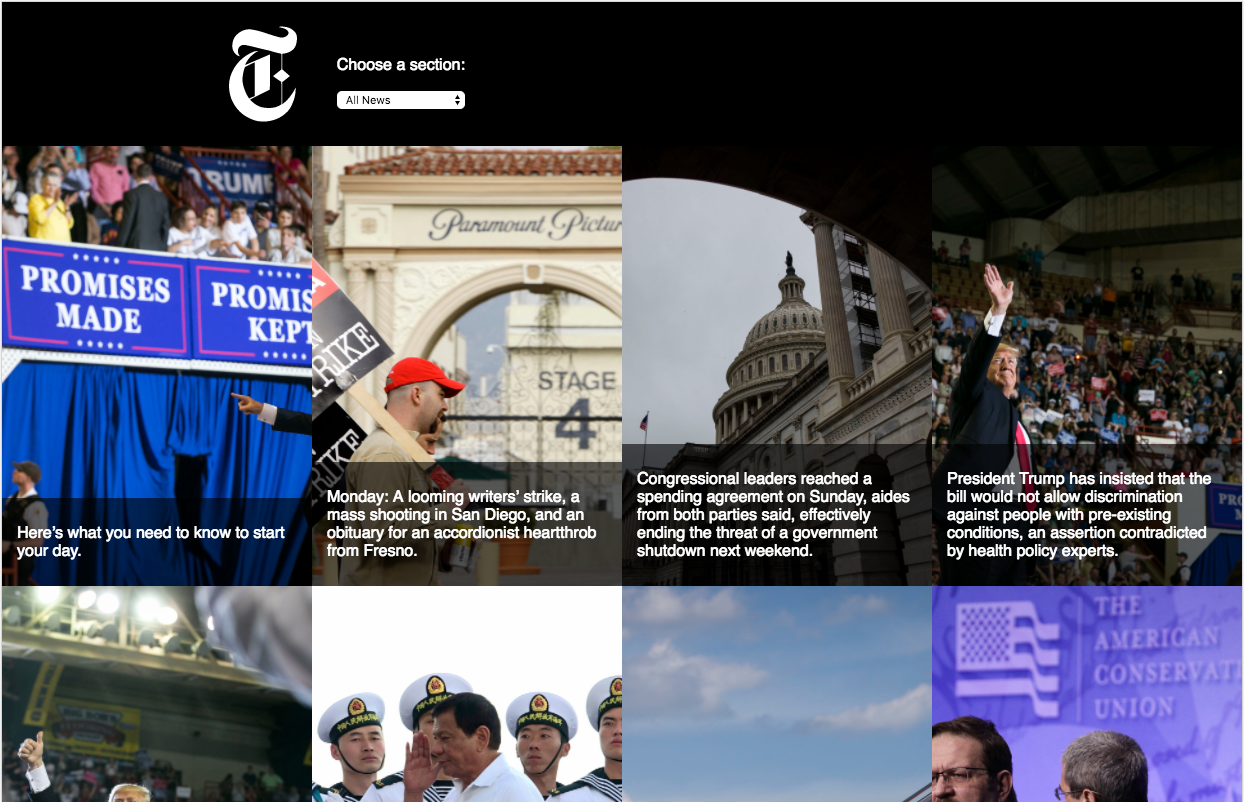 Choose a section:
All News
TRUMP
PROMISES
MADE
PROMIS
KEPT
Here's what you need to know to start
your day.
Paramount Pictur
STRIKE
STAGE
4
Monday: A looming writers’ strike, a
mass shooting in San Diego, and an
obituary for an accordionist heartthrob
from Fresno.
Congressional leaders reached a
spending agreement on Sunday, aides
from both parties said, effectively
ending the threat of a government
shutdown next weekend.
President Trump has insisted that the
bill would not allow discrimination
against people with pre-existing
conditions, an assertion contradicted
by health policy experts.
THE
AMERICAN
CONSERVATI
UNION